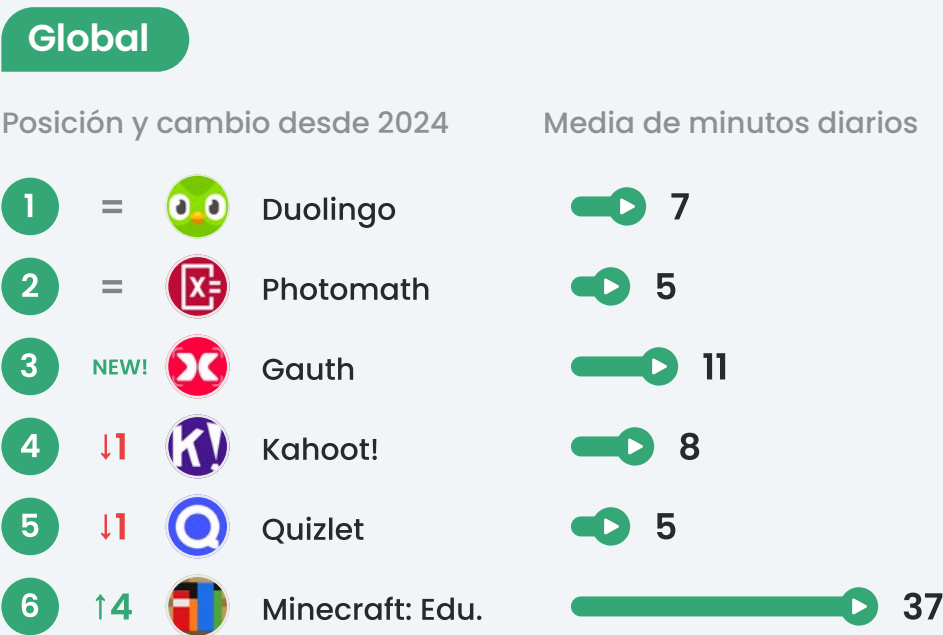 Global
Posición y cambio desde 2024 Media de minutos diarios
1 = Duolingo 7
2 = Photomath 5
3 NEW! Gauth 11
4 ↓1 Kahoot! 8
5 ↓1 Quizlet 5
6 ↑4 Minecraft: Edu. 37